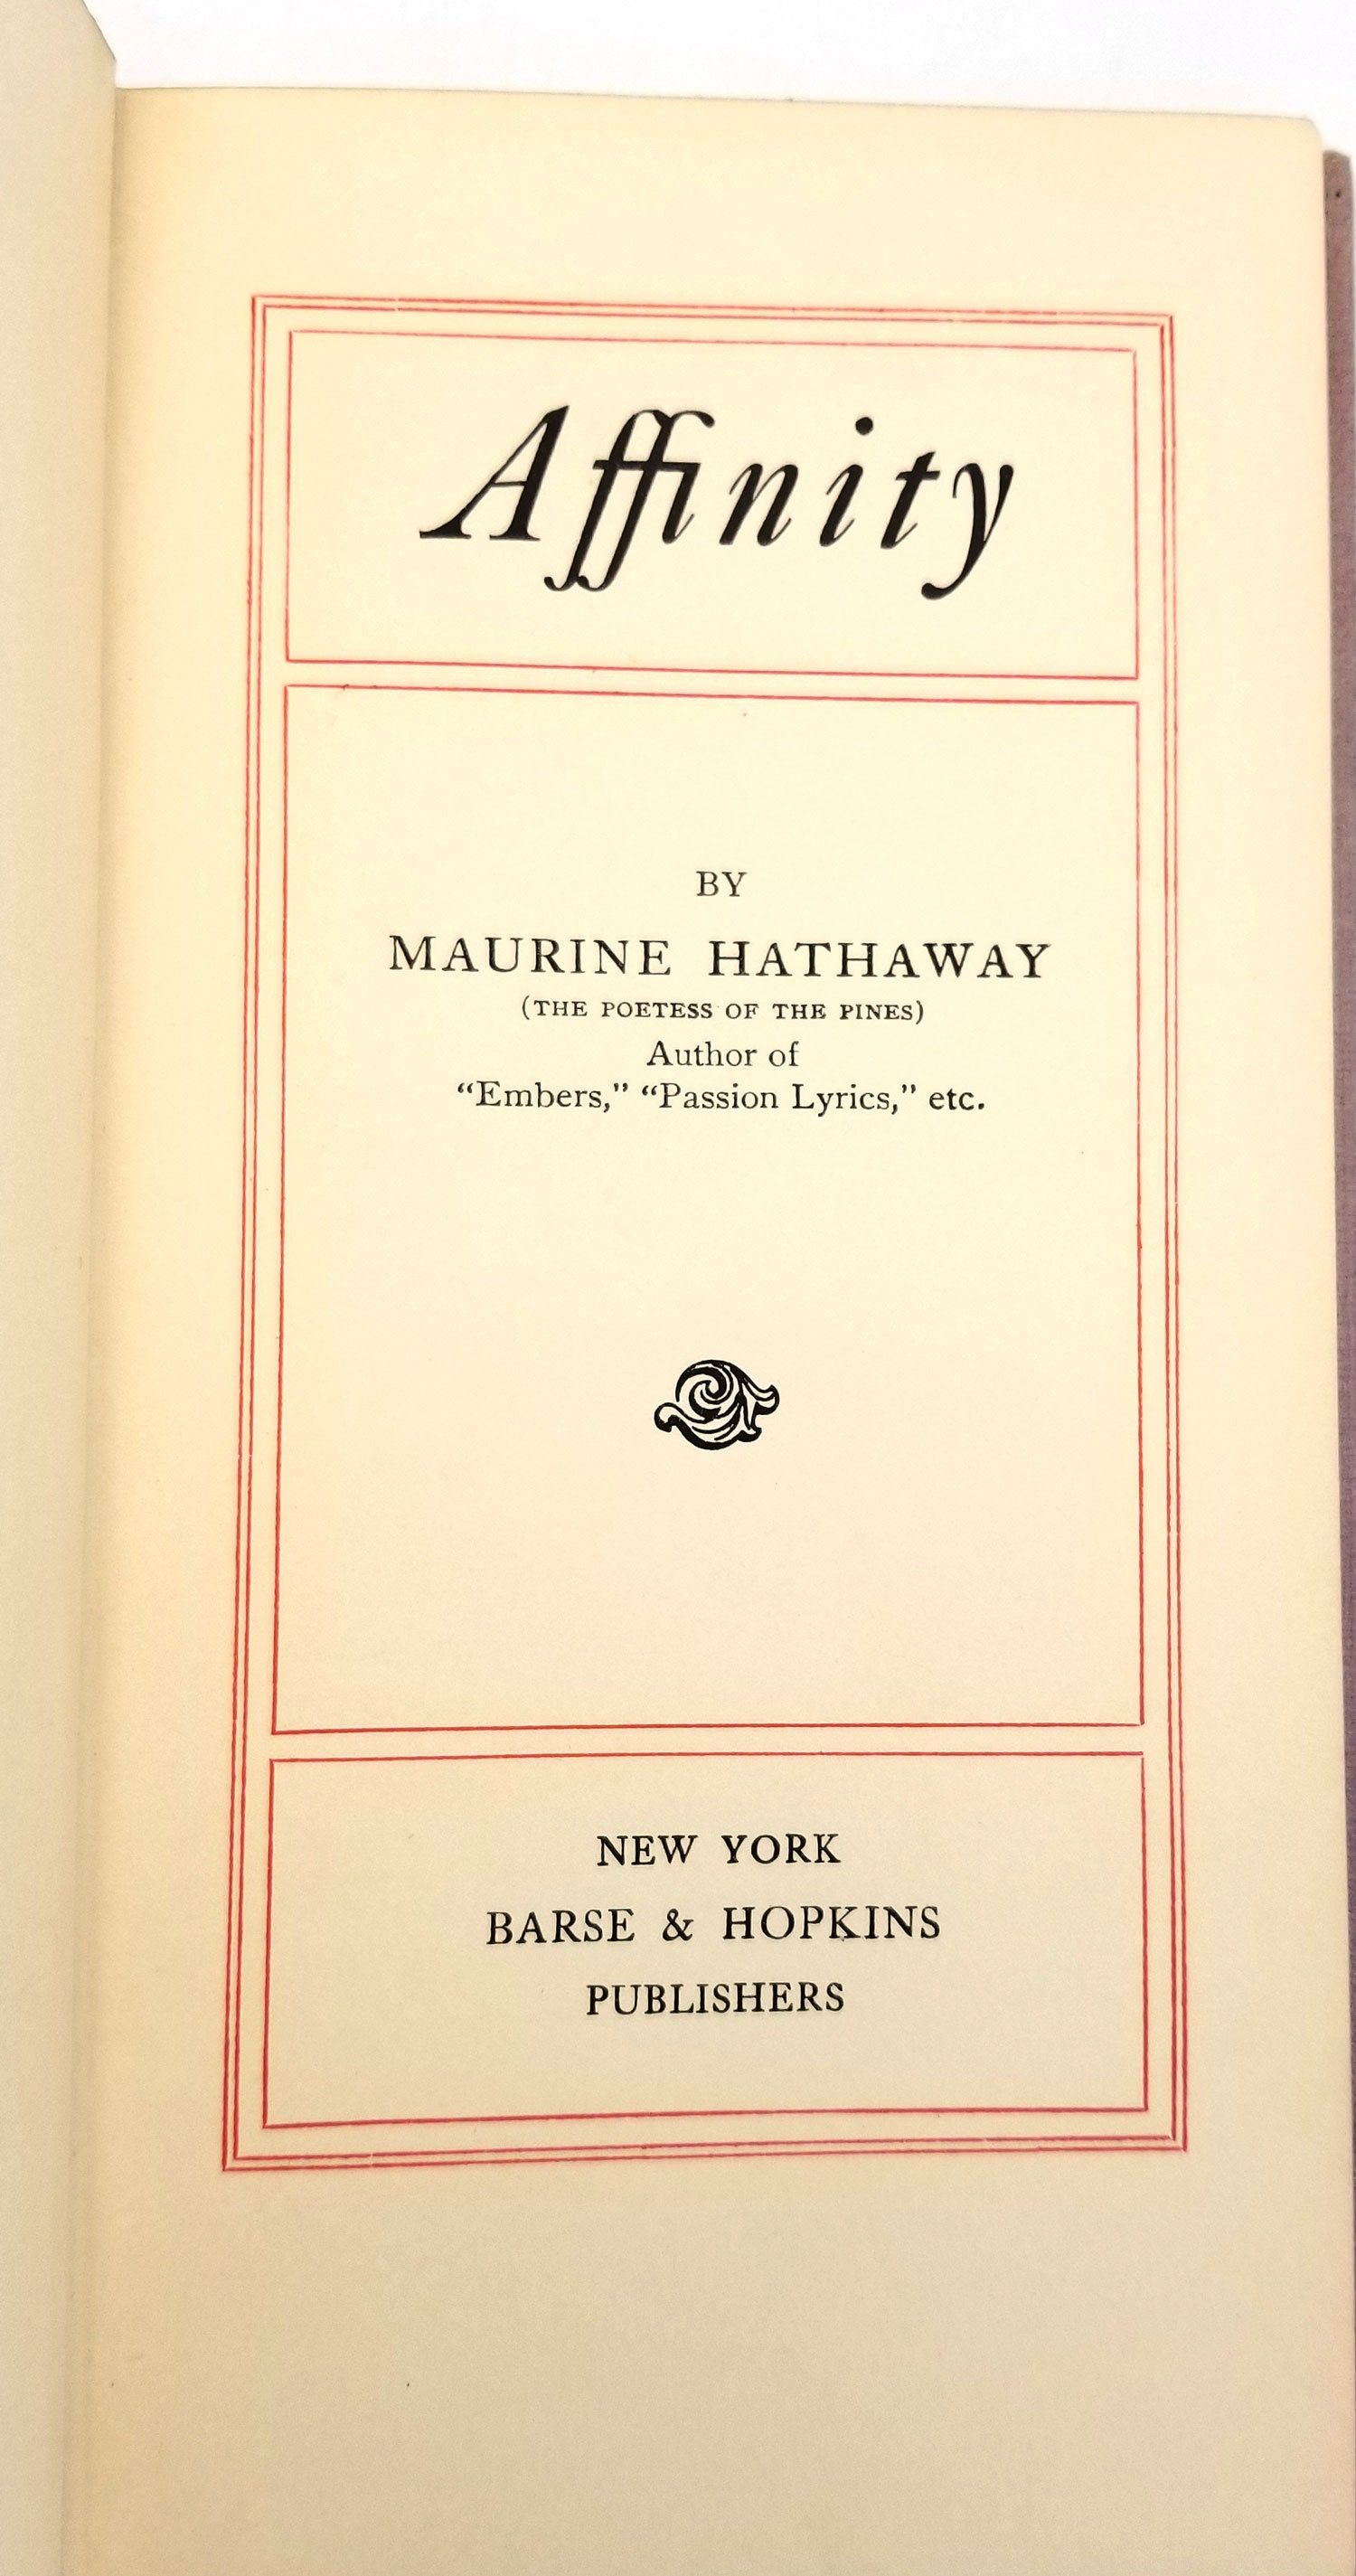 Affinity
BY
MAURINE HATHAWAY
(THE POETESS OF THE PINES)
Author of
“Embers,” “Passion Lyrics,” etc.
NEW YORK
BARSE & HOPKINS
PUBLISHERS